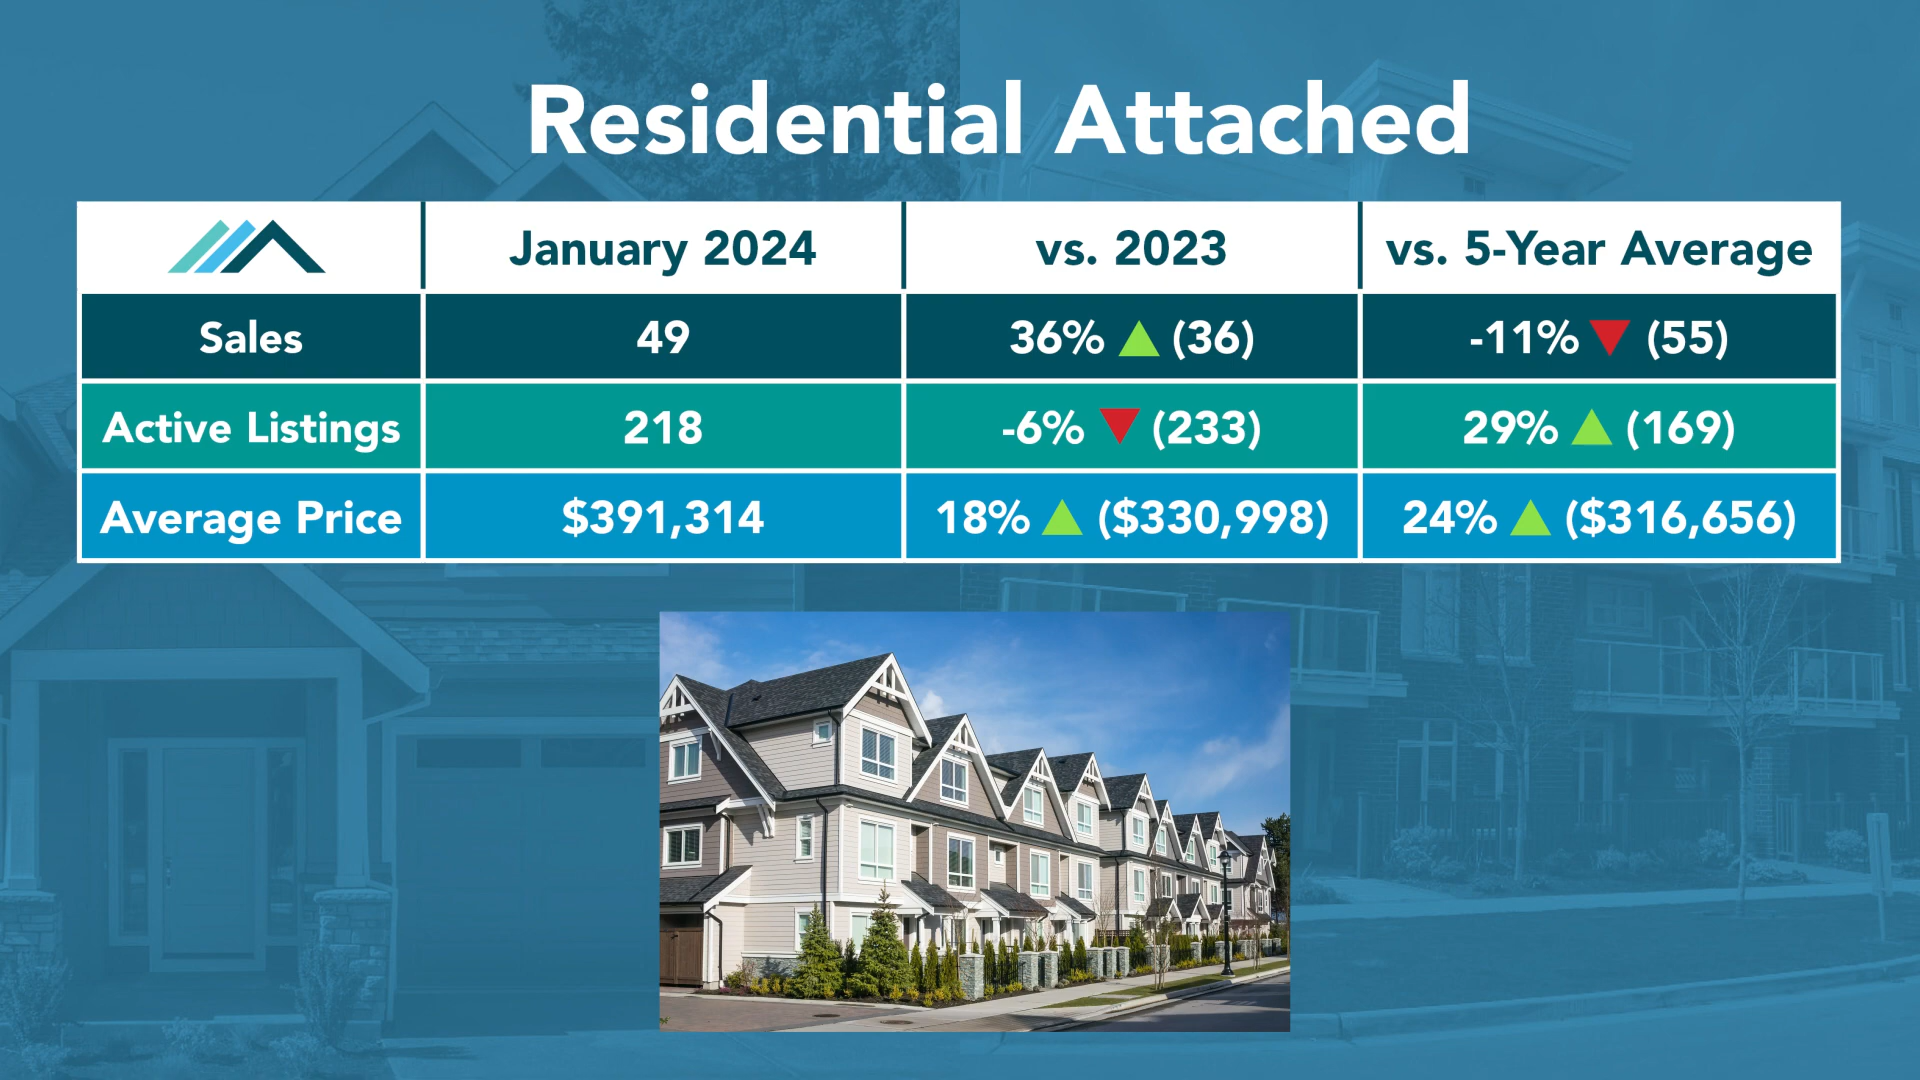 Residential Attached
January 2024 vs. 2023 vs. 5-Year Average
Sales 49 36% ▲ (36) -11% ▼ (55)
Active Listings 218 -6% ▼ (233) 29% ▲ (169)
Average Price $391,314 18% ▲ ($330,998) 24% ▲ ($316,656)